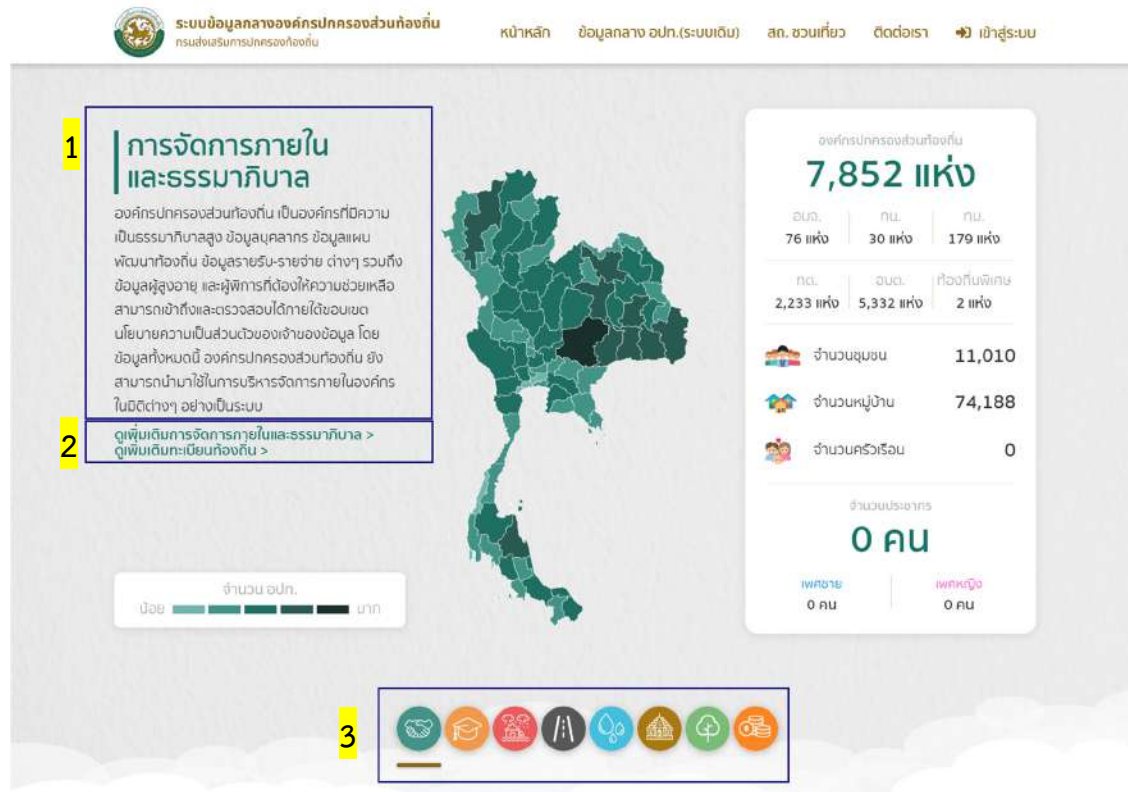 ระบบข้อมูลกลางองค์กรปกครองส่วนท้องถิ่น
กรมส่งเสริมการปกครองท้องถิ่น
หน้าหลัก ข้อมูลกลาง อปท.(ระบบเดิม) สถ. ชวนเที่ยว ติดต่อเรา เข้าสู่ระบบ
1
การจัดการภายใน
และธรรมาภิบาล
องค์กรปกครองส่วนท้องถิ่น เป็นองค์กรที่มีความ
เป็นธรรมาภิบาลสูง ข้อมูลบุคลากร ข้อมูลแผน
พัฒนาท้องถิ่น ข้อมูลรายรับ-รายจ่าย ต่างๆ รวมถึง
ข้อมูลผู้สูงอายุ และผู้พิการที่ต้องให้ความช่วยเหลือ
สามารถเข้าถึงและตรวจสอบได้ภายใต้ขอบเขต
นโยบายความเป็นส่วนตัวของเจ้าของข้อมูล โดย
ข้อมูลทั้งหมดนี้ องค์กรปกครองส่วนท้องถิ่น ยัง
สามารถนำมาใช้ในการบริหารจัดการภายในองค์กร
ในมิติต่างๆ อย่างเป็นระบบ
2
ดูเพิ่มเติมการจัดการภายในและธรรมาภิบาล >
ดูเพิ่มเติมทะเบียนท้องถิ่น >
จำนวน อปท.
น้อย มาก
องค์กรปกครองส่วนท้องถิ่น
7,852 แห่ง
อบจ. ทน. ทม.
76 แห่ง 30 แห่ง 179 แห่ง
ทต. อบต. ท้องถิ่นพิเศษ
2,233 แห่ง 5,332 แห่ง 2 แห่ง
จำนวนชุมชน 11,010
จำนวนหมู่บ้าน 74,188
จำนวนครัวเรือน 0
จำนวนประชากร
0 คน
เพศชาย เพศหญิง
0 คน 0 คน
3